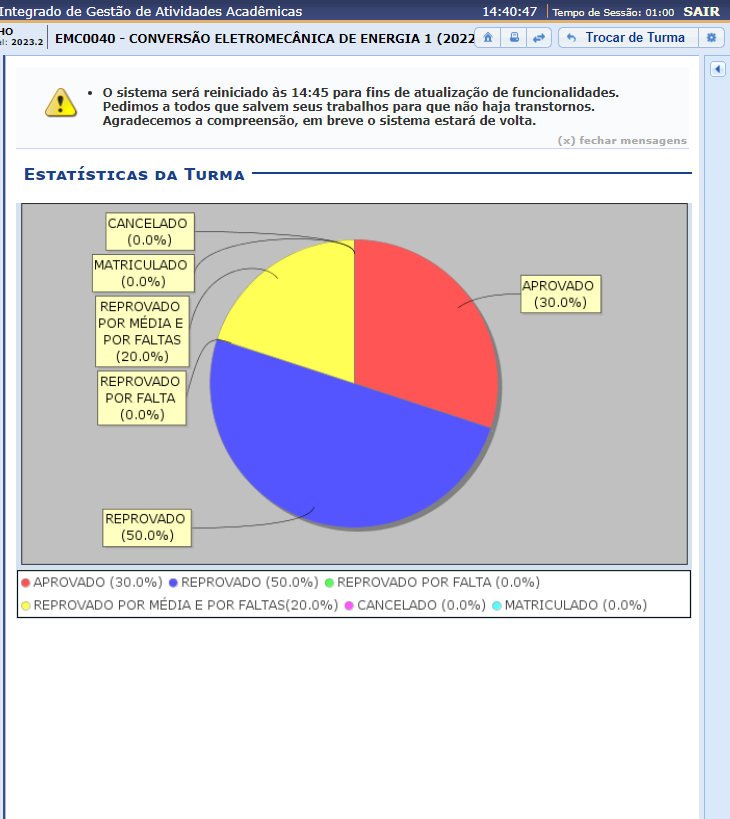 Integrado de Gestão de Atividades Acadêmicas 14:40:47 Tempo de Sessão: 01:00 SAIR
HO
el: 2023.2 EMC0040 - CONVERSÃO ELETROMECÂNICA DE ENERGIA 1 (2022 Trocar de Turma
• O sistema será reiniciado às 14:45 para fins de atualização de funcionalidades.
Pedimos a todos que salvem seus trabalhos para que não haja transtornos.
Agradecemos a compreensão, em breve o sistema estará de volta.
(x) fechar mensagens
Estatísticas da Turma
CANCELADO
(0.0%)
MATRICULADO
(0.0%)
REPROVADO
POR MÉDIA E
POR FALTAS
(20.0%)
REPROVADO
POR FALTA
(0.0%)
REPROVADO
(50.0%)
APROVADO
(30.0%)
APROVADO (30.0%) REPROVADO (50.0%) REPROVADO POR FALTA (0.0%)
REPROVADO POR MÉDIA E POR FALTAS(20.0%) CANCELADO (0.0%) MATRICULADO (0.0%)